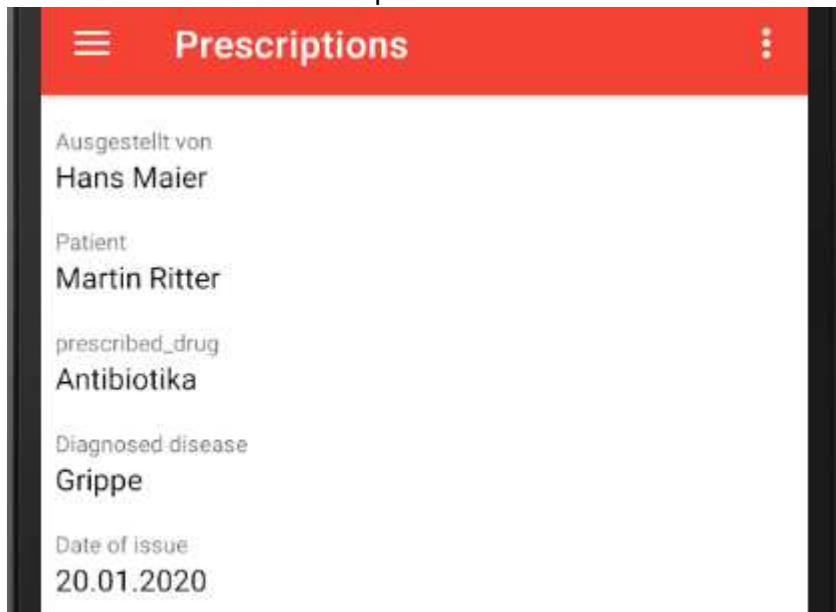 Prescriptions
Ausgestellt von
Hans Maier
Patient
Martin Ritter
prescribed_drug
Antibiotika
Diagnosed disease
Grippe
Date of issue
20.01.2020